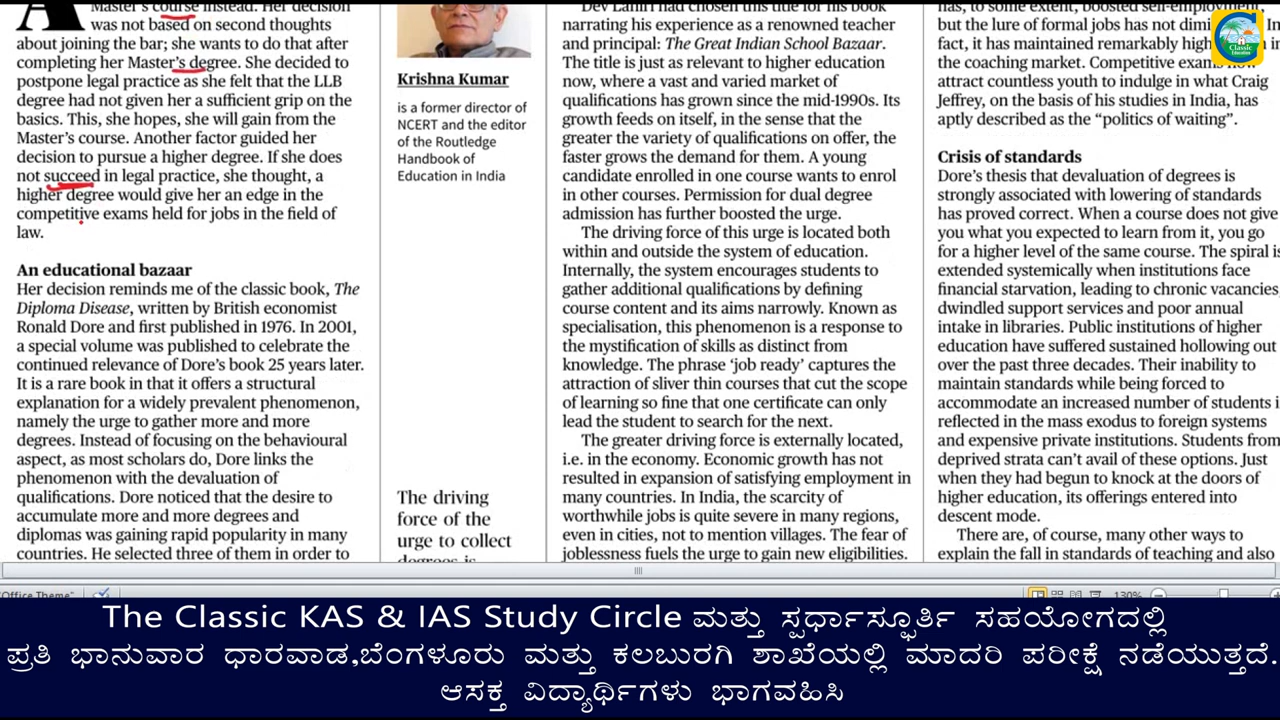 Master's course instead. Her decision
A was not based on second thoughts
about joining the bar; she wants to do that after
completing her Master's degree. She decided to
postpone legal practice as she felt that the LLB
degree had not given her a sufficient grip on the
basics. This, she hopes, she will gain from the
Master's course. Another factor guided her
decision to pursue a higher degree. If she does
not succeed in legal practice, she thought, a
higher degree would give her an edge in the
competitive exams held for jobs in the field of
law.
An educational bazaar
Her decision reminds me of the classic book, The
Diploma Disease, written by British economist
Ronald Dore and first published in 1976. In 2001,
a special volume was published to celebrate the
continued relevance of Dore's book 25 years later.
It is a rare book in that it offers a structural
explanation for a widely prevalent phenomenon,
namely the urge to gather more and more
degrees. Instead of focusing on the behavioural
aspect, as most scholars do, Dore links the
phenomenon with the devaluation of
qualifications. Dore noticed that the desire to
accumulate more and more degrees and
diplomas was gaining rapid popularity in many
countries. He selected three of them in order to
Krishna Kumar
is a former director of
NCERT and the editor
of the Routledge
Handbook of
Education in India
The driving
force of the
urge to collect
degrees is
Dev Lahiri had chosen this title for his book
narrating his experience as a renowned teacher
and principal: The Great Indian School Bazaar.
The title is just as relevant to higher education
now, where a vast and varied market of
qualifications has grown since the mid-1990s. Its
growth feeds on itself, in the sense that the
greater the variety of qualifications on offer, the
faster grows the demand for them. A young
candidate enrolled in one course wants to enrol
in other courses. Permission for dual degree
admission has further boosted the urge.
The driving force of this urge is located both
within and outside the system of education.
Internally, the system encourages students to
gather additional qualifications by defining
course content and its aims narrowly. Known as
specialisation, this phenomenon is a response to
the mystification of skills as distinct from
knowledge. The phrase ‘job ready’ captures the
attraction of sliver thin courses that cut the scope
of learning so fine that one certificate can only
lead the student to search for the next.
The greater driving force is externally located,
i.e. in the economy. Economic growth has not
resulted in expansion of satisfying employment in
many countries. In India, the scarcity of
worthwhile jobs is quite severe in many regions,
even in cities, not to mention villages. The fear of
joblessness fuels the urge to gain new eligibilities.
has, to some extent, boosted self-employment,
but the lure of formal jobs has not In
fact, it has maintained remarkably in
the coaching market. Competitive exams now
attract countless youth to indulge in what Craig
Jeffrey, on the basis of his studies in India, has
aptly described as the “politics of waiting”.
Crisis of standards
Dore's thesis that devaluation of degrees is
strongly associated with lowering of standards
has proved correct. When a course does not give
you what you expected to learn from it, you go
for a higher level of the same course. The spiral is
extended systemically when institutions face
financial starvation, leading to chronic vacancies,
dwindled support services and poor annual
intake in libraries. Public institutions of higher
education have suffered sustained hollowing out
over the past three decades. Their inability to
maintain standards while being forced to
accommodate an increased number of students i
reflected in the mass exodus to foreign systems
and expensive private institutions. Students from
deprived strata can't avail of these options. Just
when they had begun to knock at the doors of
higher education, its offerings entered into
descent mode.
There are, of course, many other ways to
explain the fall in standards of teaching and also
Classic
Education
"Office Theme"
130%
The Classic KAS & IAS Study Circle ಮತ್ತು ಸ್ಪರ್ಧಾಸ್ಫೂರ್ತಿ ಸಹಯೋಗದಲ್ಲಿ
ಪ್ರತಿ ಭಾನುವಾರ ಧಾರವಾಡ,ಬೆಂಗಳೂರು ಮತ್ತು ಕಲಬುರಗಿ ಶಾಖೆಯಲ್ಲಿ ಮಾದರಿ ಪರೀಕ್ಷೆ ನಡೆಯುತ್ತದೆ.
ಆಸಕ್ತ ವಿದ್ಯಾರ್ಥಿಗಳು ಭಾಗವಹಿಸಿ